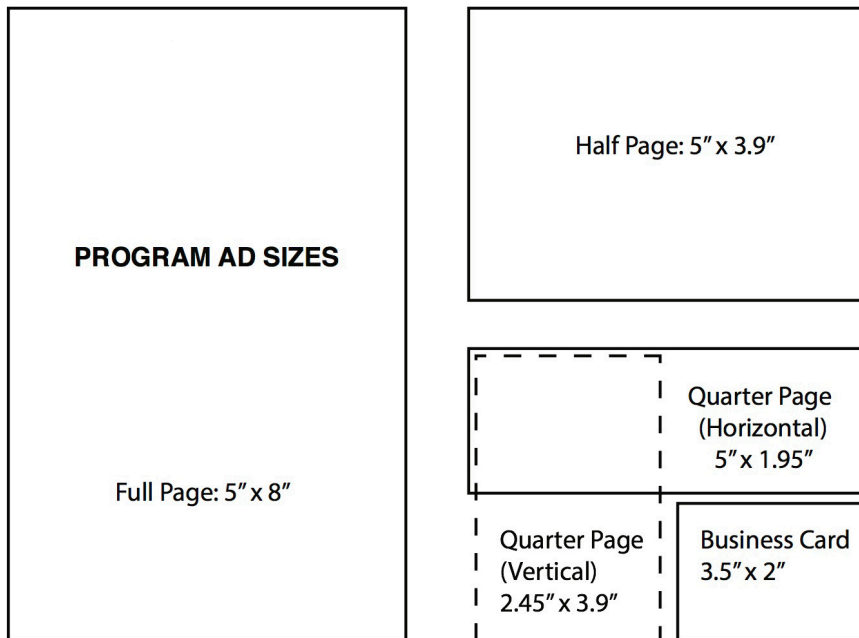 PROGRAM AD SIZES
Full Page: 5” x 8”
Half Page: 5” x 3.9”
Quarter Page
(Horizontal)
5” x 1.95”
Quarter Page
(Vertical)
2.45” x 3.9”
Business Card
3.5” x 2”